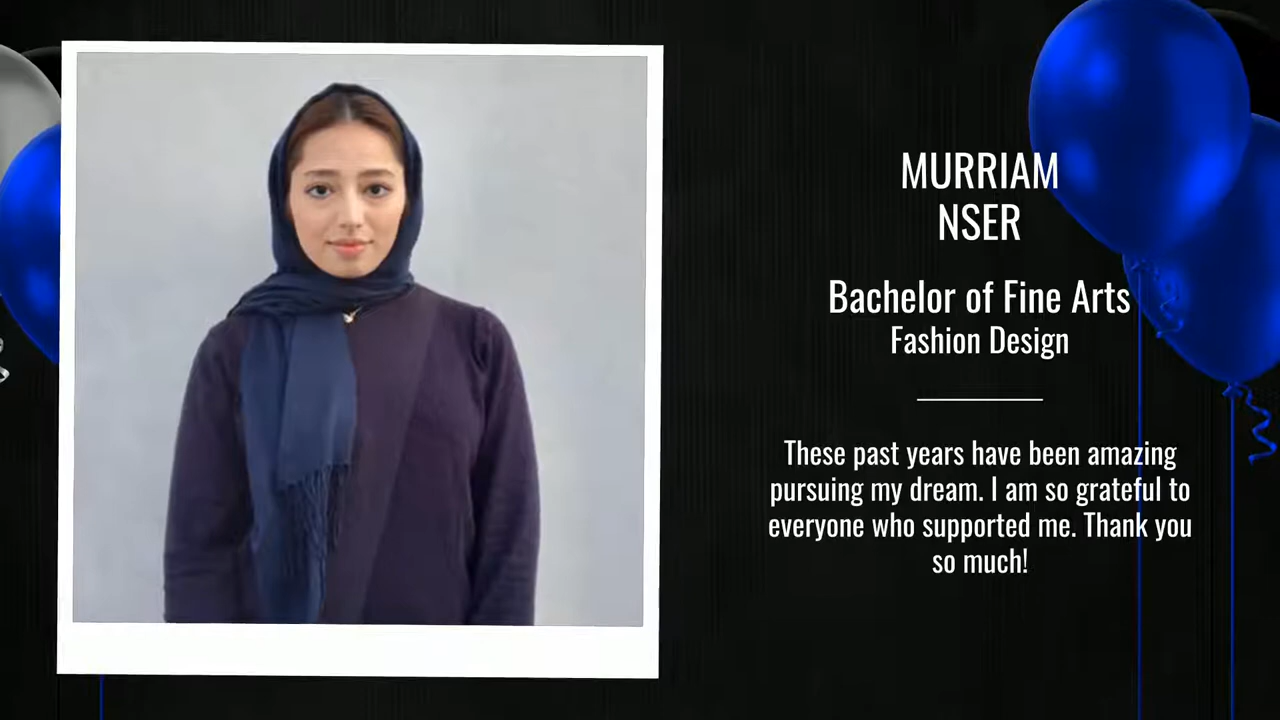 MURRIAM
NSER
Bachelor of Fine Arts
Fashion Design
These past years have been amazing
pursuing my dream. I am so grateful to
everyone who supported me. Thank you
so much!